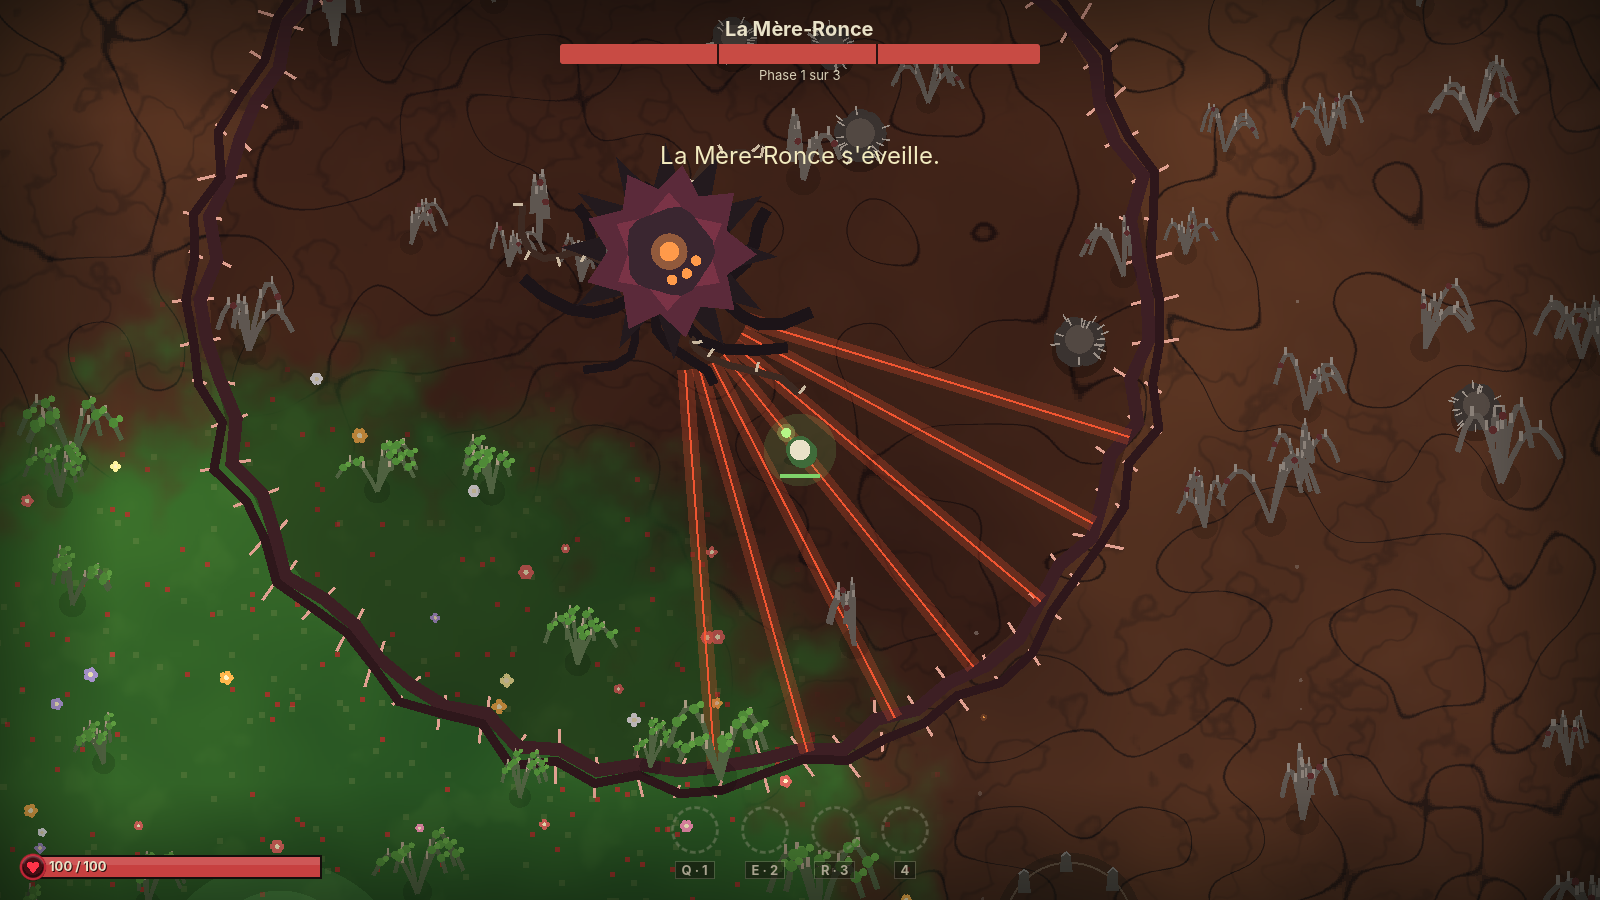 La Mère-Ronce
Phase 1 sur 3
La Mère-Ronce s'éveille.
100 / 100
Q · 1
E · 2
R · 3
4